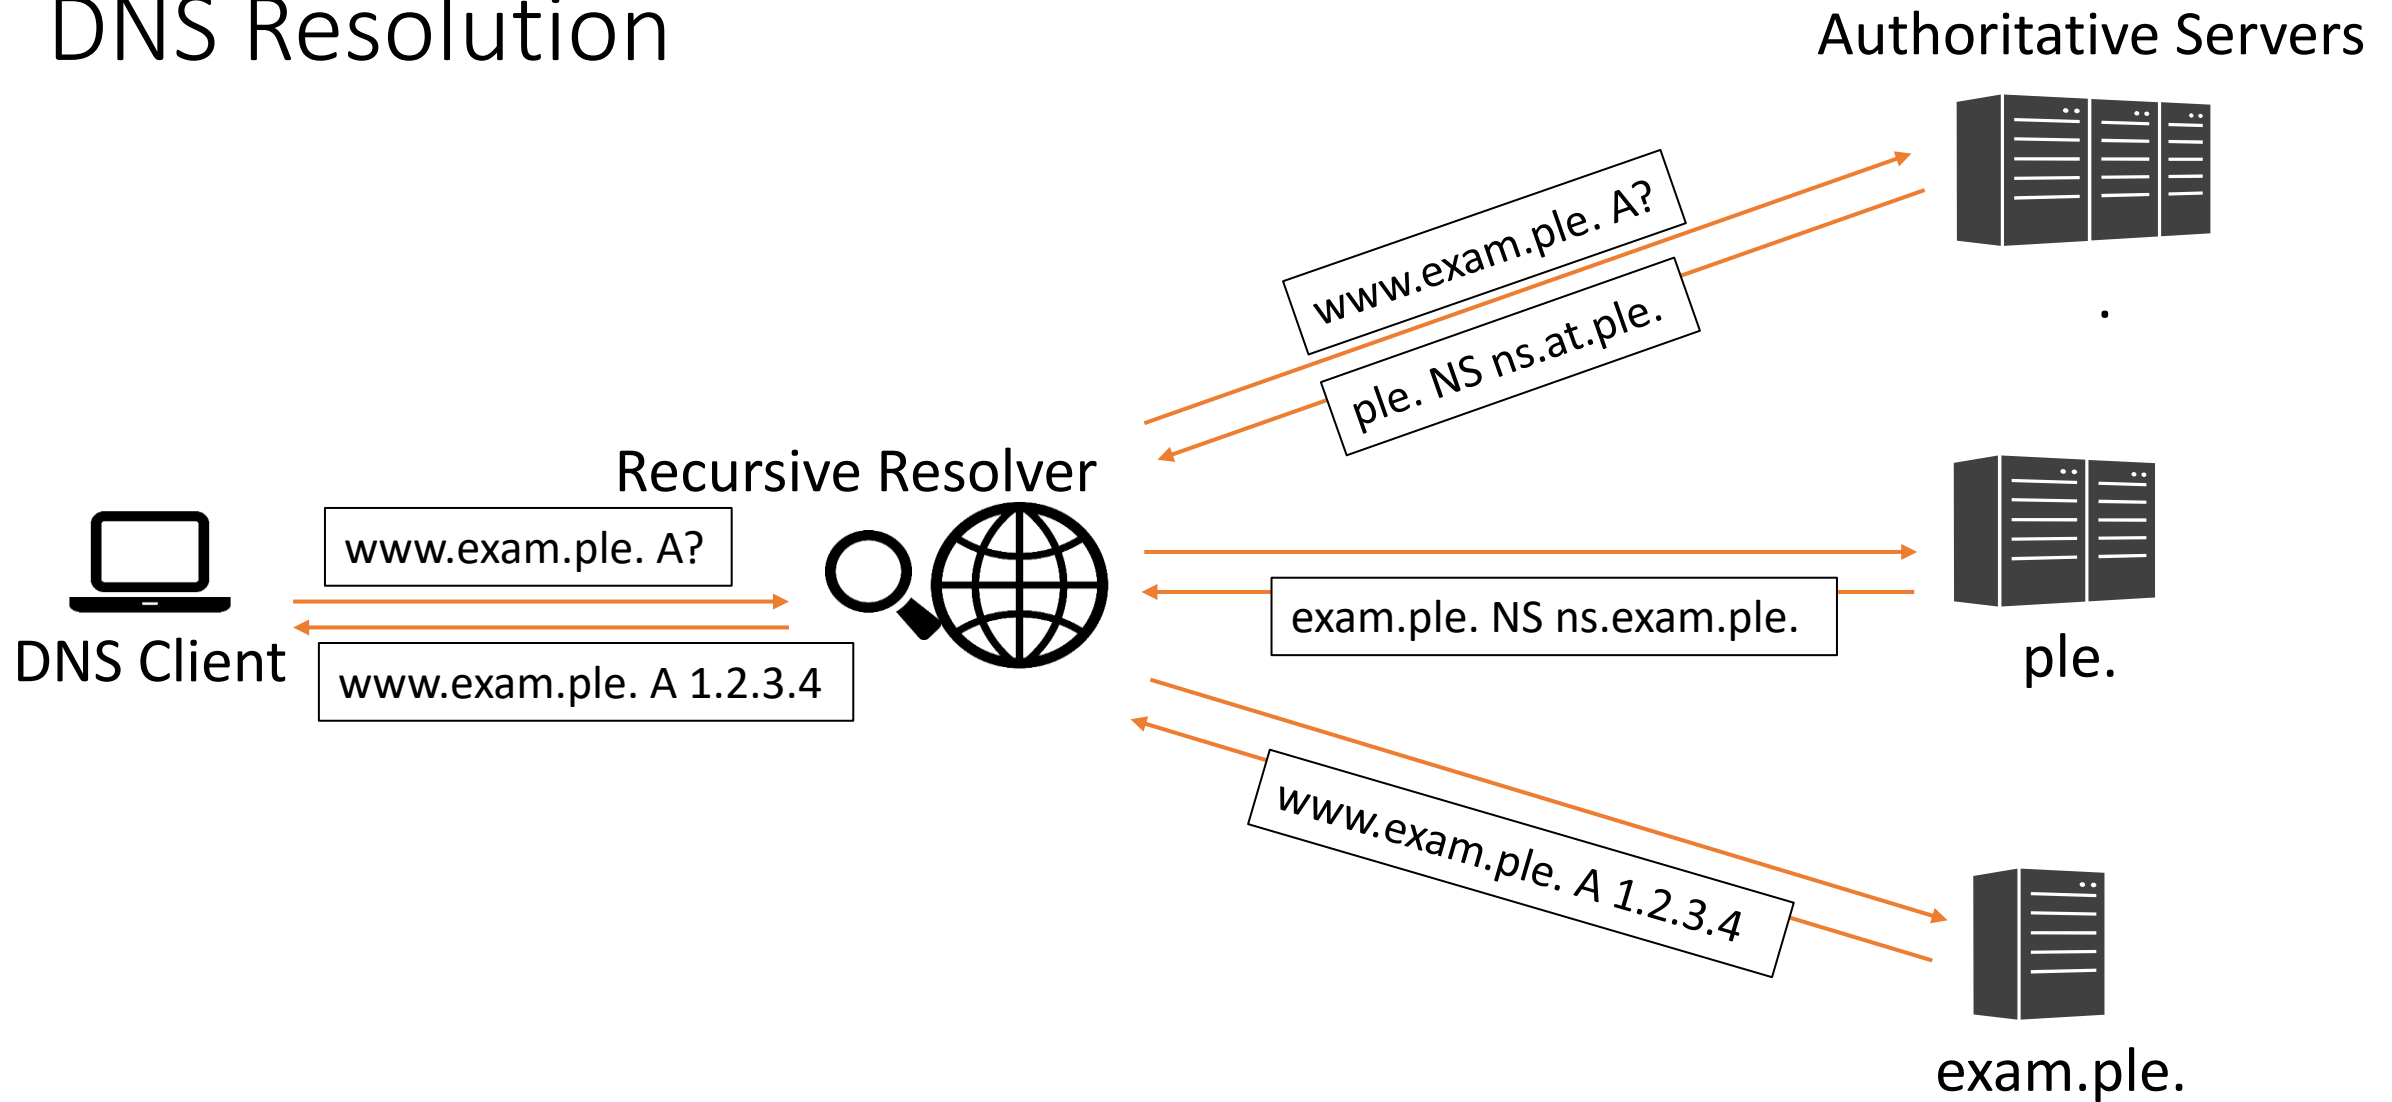 DNS Resolution
Authoritative Servers
www.exam.ple. A?
ple. NS ns.at.ple.
.
Recursive Resolver
www.exam.ple. A?
DNS Client
www.exam.ple. A 1.2.3.4
exam.ple. NS ns.exam.ple.
ple.
www.exam.ple. A 1.2.3.4
exam.ple.